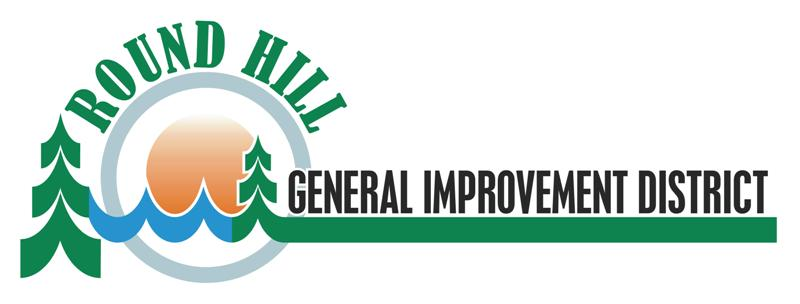 ROUND HILL
GENERAL IMPROVEMENT DISTRICT